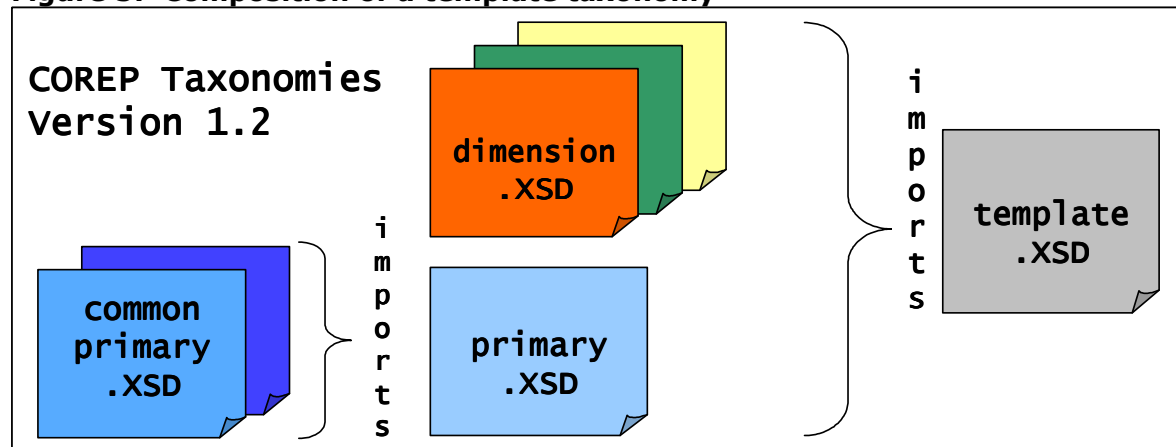 COREP Taxonomies
Version 1.2
dimension
.XSD
imports
template
.XSD
common
primary
.XSD
imports
primary
.XSD